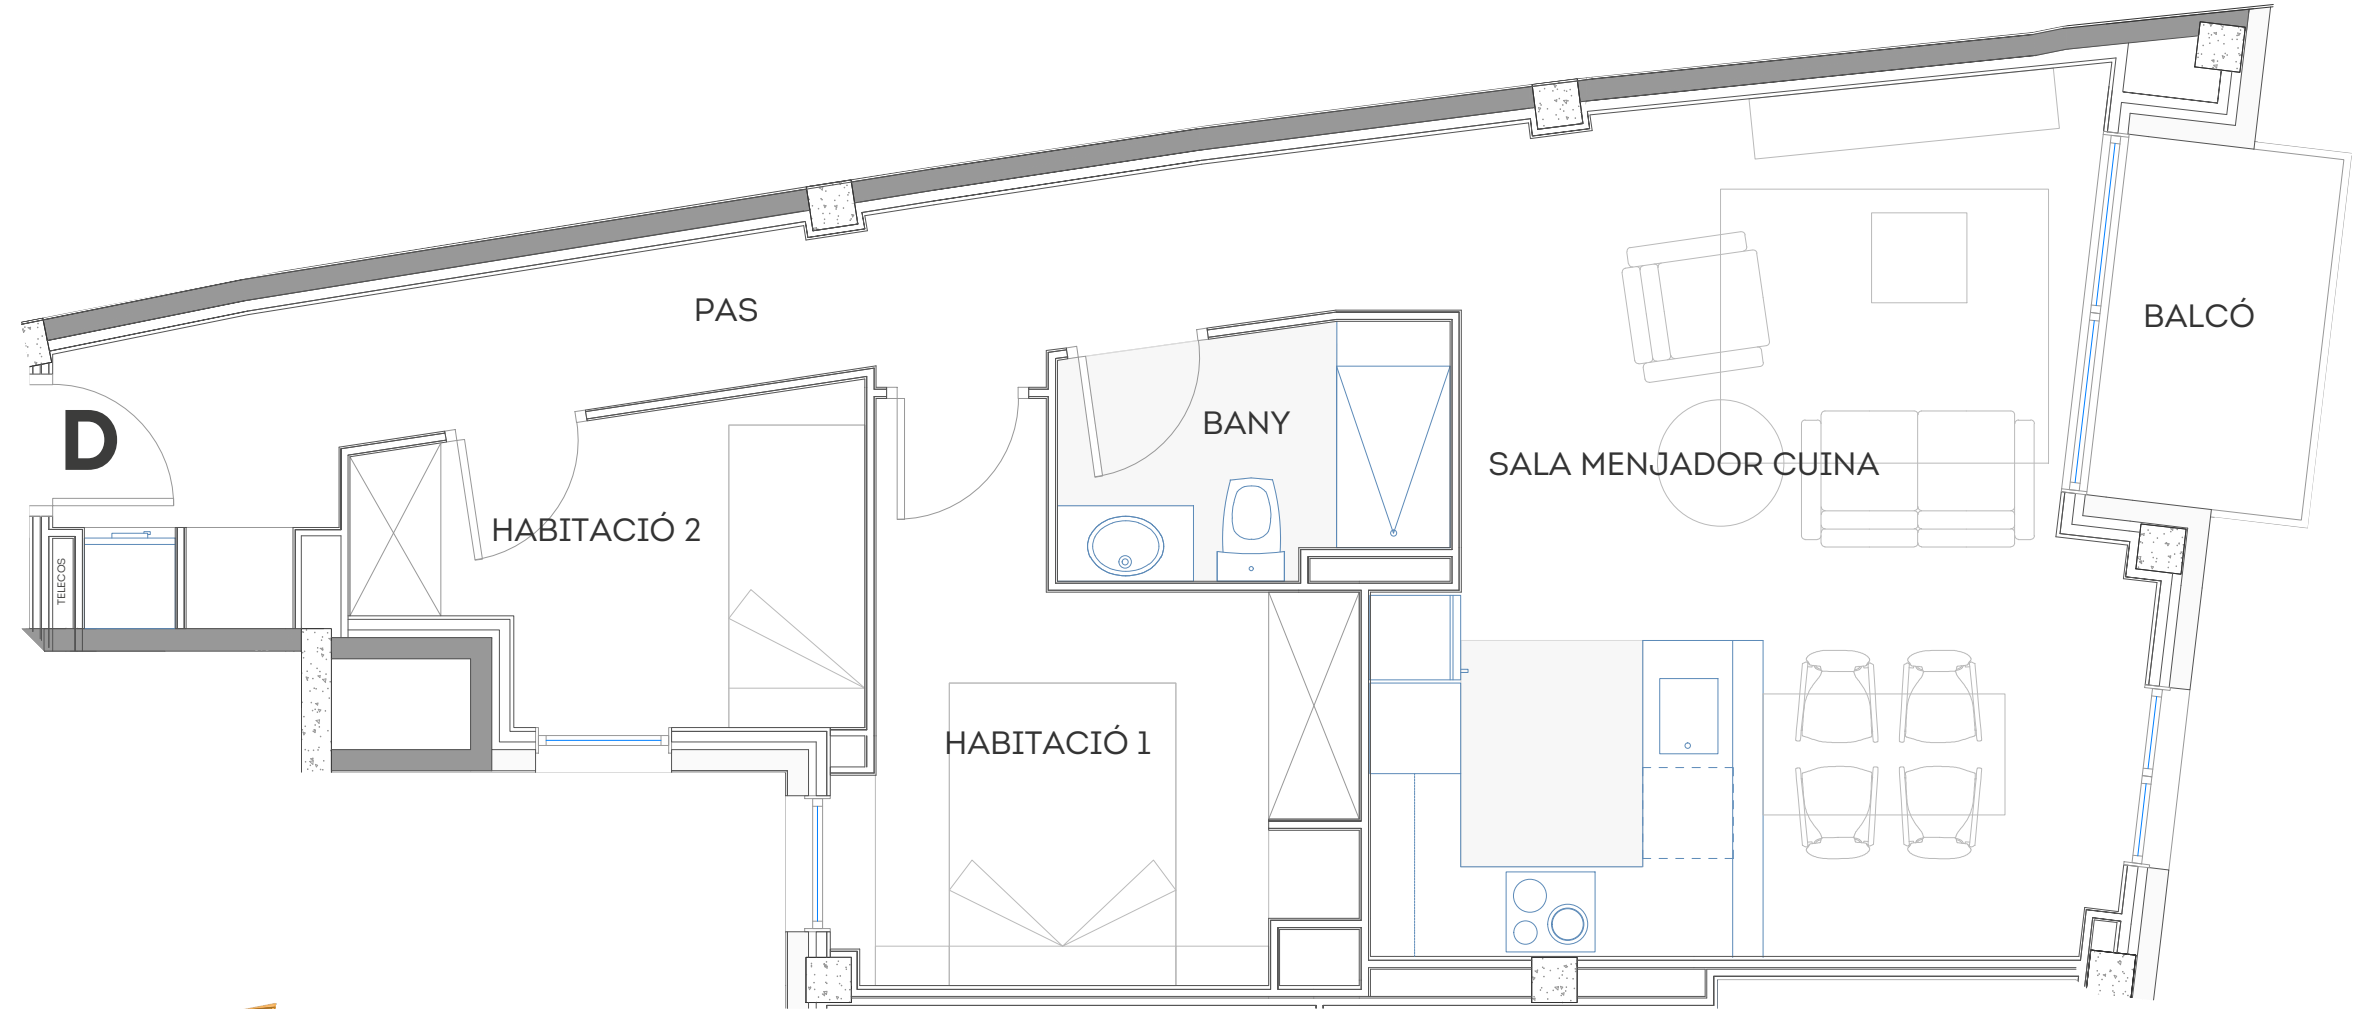 PAS
BALCÓ
D
BANY
SALA MENJADOR CUINA
HABITACIÓ 2
TELECOS
HABITACIÓ 1